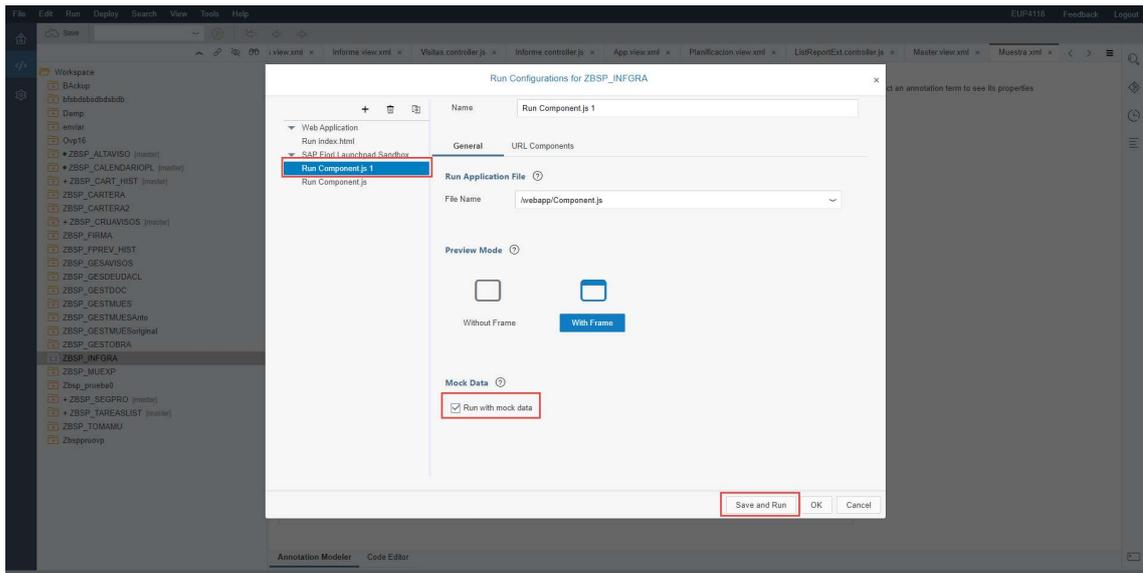 File Edit Run Deploy Search View Tools Help EUP4116 Feedback Logout
Save
view.xml × Informe.view.xml × Visitas.controller.js × Informe.controller.js × App.view.xml × Planificacion.view.xml × ListReportExt.controller.js × Master.view.xml × Muestra.xml ×
Workspace
BAckup
bfsbdsbsdbdsbdb
Damp
enviar
Ovp16
ZBSP_ALTAVISO [master]
ZBSP_CALENDARIOPL [master]
+ ZBSP_CART_HIST [master]
ZBSP_CARTERA
ZBSP_CARTERA2
+ ZBSP_CRUAVISOS [master]
ZBSP_FIRMA
ZBSP_FPREV_HIST
ZBSP_GESAVISOS
ZBSP_GESDEUDACL
ZBSP_GESTDOC
ZBSP_GESTMUES
ZBSP_GESTMUESAnto
ZBSP_GESTMUESoriginal
ZBSP_GESTOBRA
ZBSP_INFGRA
ZBSP_MUEXP
Zbsp_prueba0
+ ZBSP_SEGPRO [master]
+ ZBSP_TAREASLIST [master]
ZBSP_TOMAMU
Zbsppruovp
ct an annotation term to see its properties
Run Configurations for ZBSP_INFGRA ×
Web Application
Run index.html
SAP Fiori Launchpad Sandbox
Run Component.js 1
Run Component.js
Name Run Component.js 1
General URL Components
Run Application File ?
File Name /webapp/Component.js
Preview Mode ?
Without Frame With Frame
Mock Data ?
Run with mock data
Save and Run OK Cancel
Annotation Modeler Code Editor